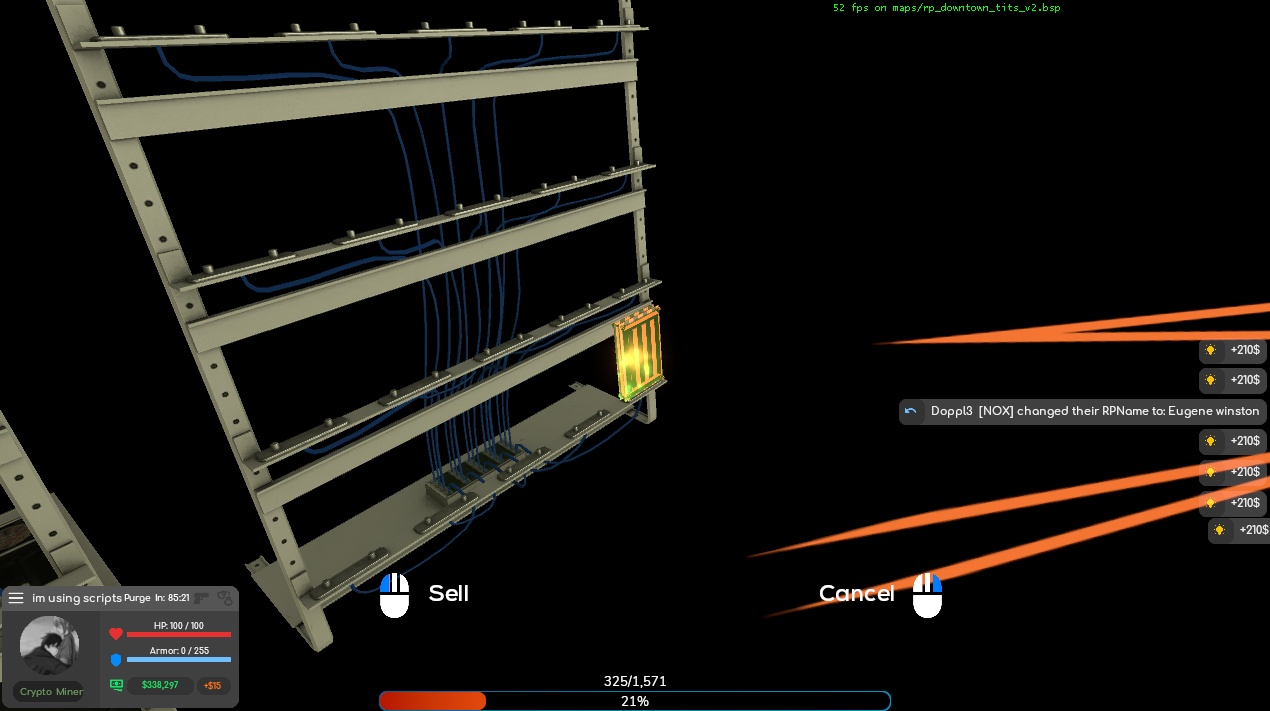 52 fps on maps/rp_downtown_tits_v2.bsp
+210$
+210$
Doppl3 [NOX] changed their RPName to: Eugene winston
+210$
+210$
+210$
+210$
Sell
Cancel
im using scripts Purge In: 85:21
HP: 100 / 100
Armor: 0 / 255
Crypto Miner
$338,297
+$15
325/1,571
21%